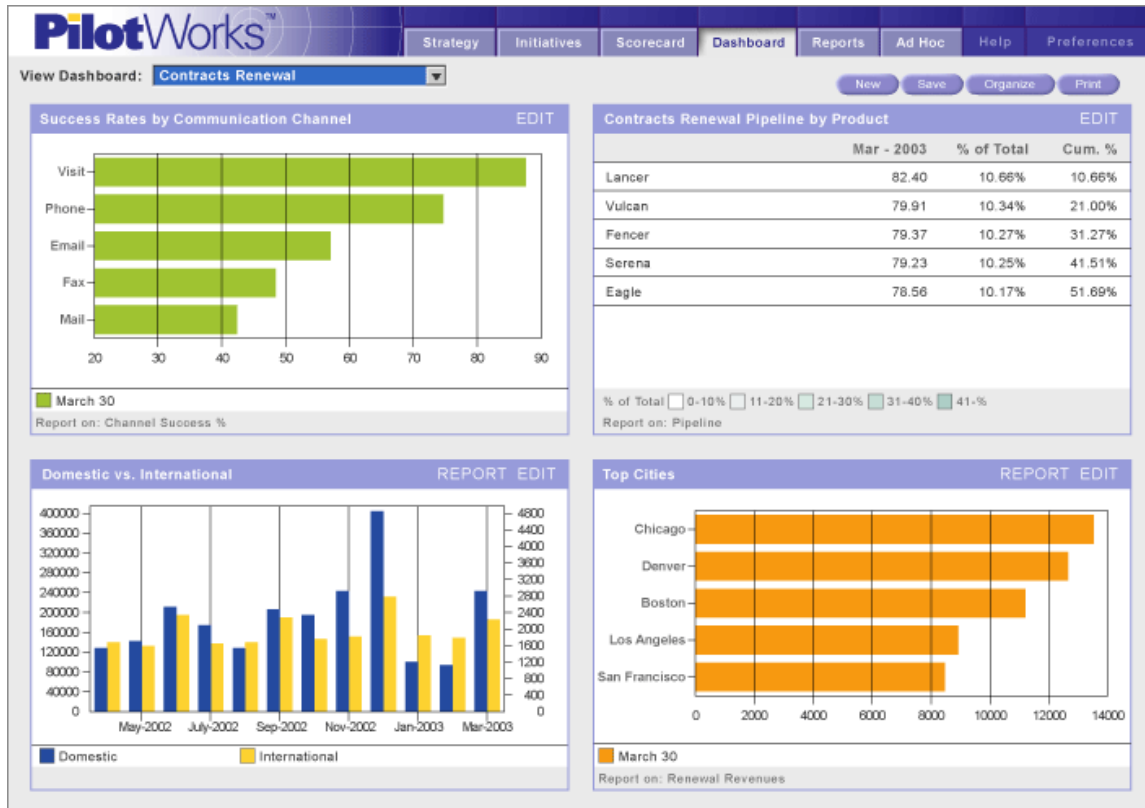 PilotWorks™
Strategy Initiatives Scorecard Dashboard Reports Ad Hoc Help Preferences
View Dashboard: Contracts Renewal
New Save Organize Print
Success Rates by Communication Channel EDIT
Visit
Phone
Email
Fax
Mail
20 30 40 50 60 70 80 90
March 30
Report on: Channel Success %
Contracts Renewal Pipeline by Product EDIT
Mar - 2003 % of Total Cum. %
Lancer 82.40 10.66% 10.66%
Vulcan 79.91 10.34% 21.00%
Fencer 79.37 10.27% 31.27%
Serena 79.23 10.25% 41.51%
Eagle 78.56 10.17% 51.69%
% of Total 0-10% 11-20% 21-30% 31-40% 41-%
Report on: Pipeline
Domestic vs. International REPORT EDIT
400000 4800
360000 4400
320000 4000
280000 3600
240000 3200
200000 2800
160000 2400
120000 2000
80000 1600
40000 1200
0 800
400
0
May-2002 July-2002 Sep-2002 Nov-2002 Jan-2003 Mar-2003
Domestic International
Top Cities REPORT EDIT
Chicago
Denver
Boston
Los Angeles
San Francisco
0 2000 4000 6000 8000 10000 12000 14000
March 30
Report on: Renewal Revenues